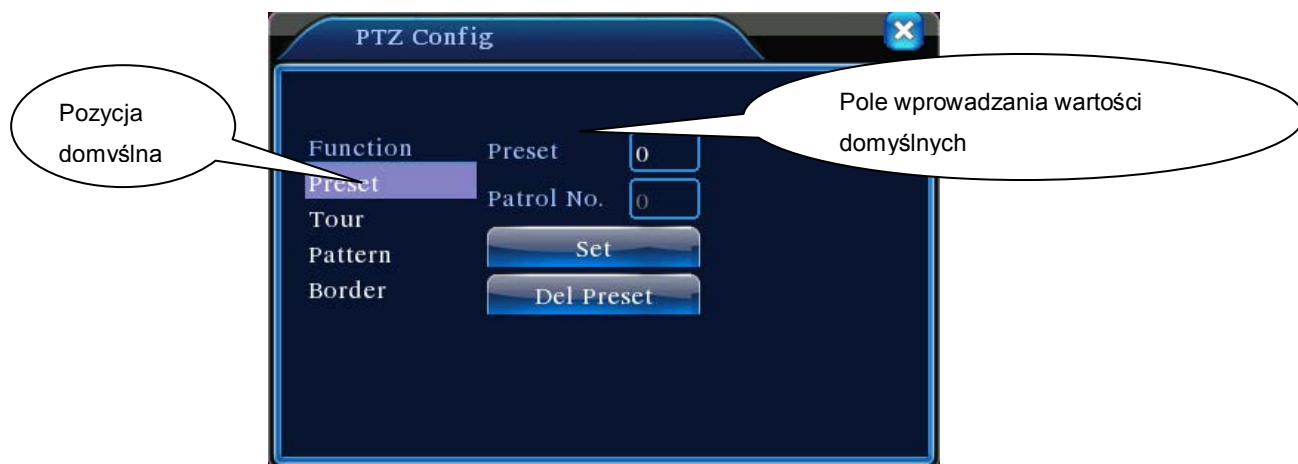 PTZ Config
Pozycja
domyślna
Pole wprowadzania wartości
domyślnych
Function
Preset
Tour
Pattern
Border
Preset 0
Patrol No. 0
Set
Del Preset